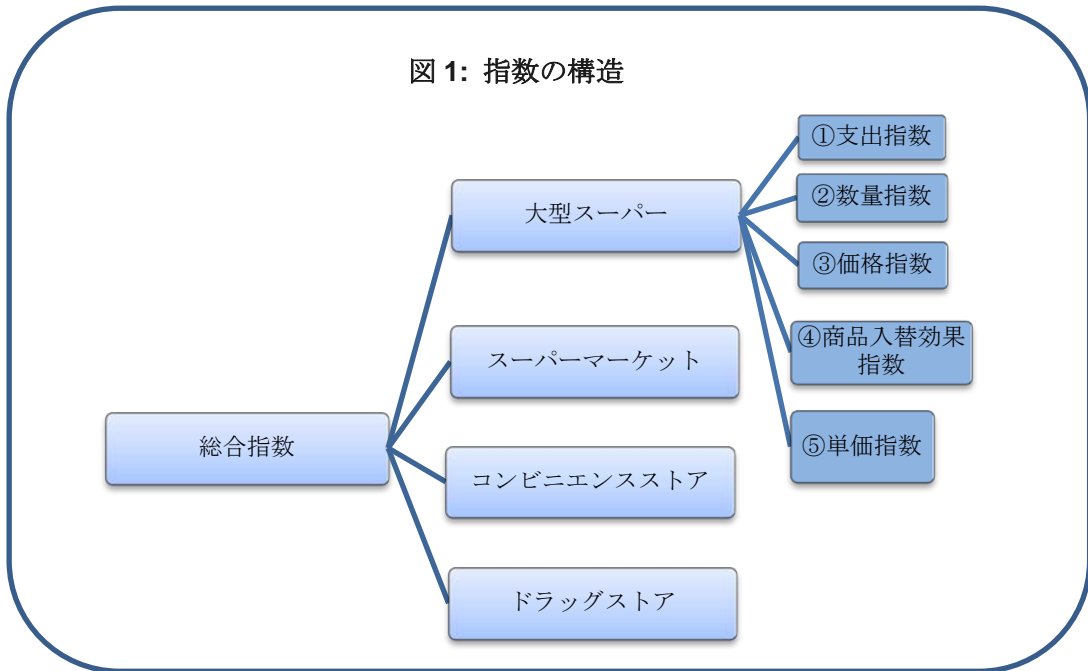 図 1: 指数の構造
①支出指数
②数量指数
大型スーパー
③価格指数
④商品入替効果
指数
スーパーマーケット
⑤単価指数
総合指数
コンビニエンスストア
ドラッグストア